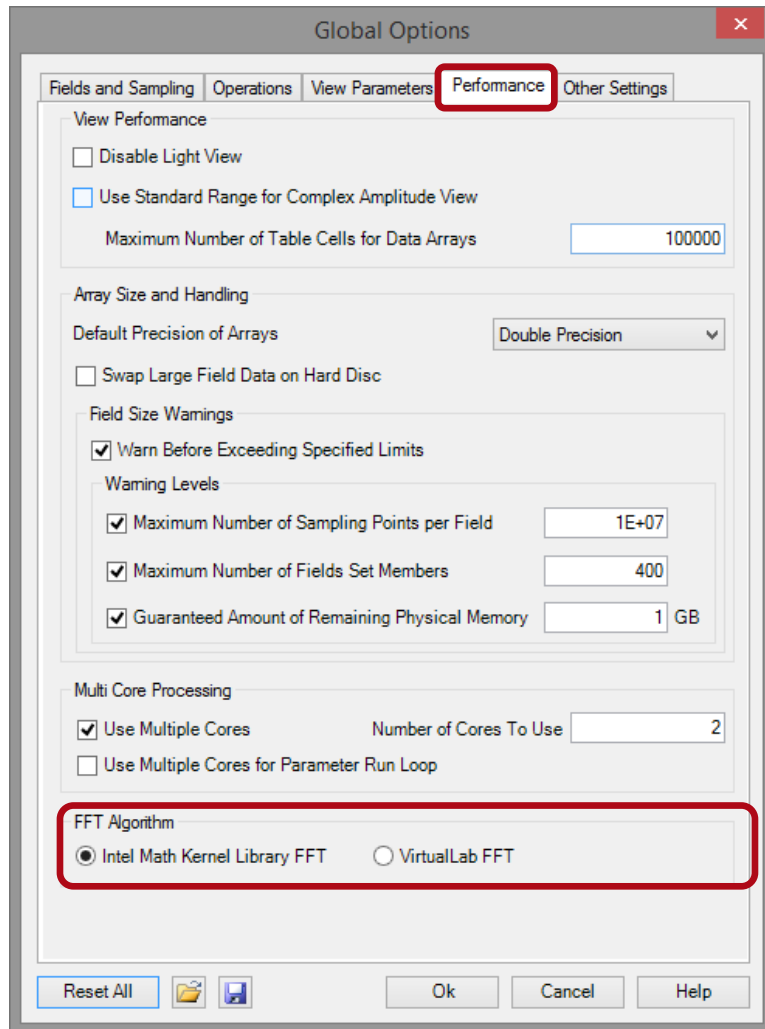 Global Options
Fields and Sampling Operations View Parameters Performance Other Settings
View Performance
Disable Light View
Use Standard Range for Complex Amplitude View
Maximum Number of Table Cells for Data Arrays 100000
Array Size and Handling
Default Precision of Arrays Double Precision
Swap Large Field Data on Hard Disc
Field Size Warnings
Warn Before Exceeding Specified Limits
Warning Levels
Maximum Number of Sampling Points per Field 1E+07
Maximum Number of Fields Set Members 400
Guaranteed Amount of Remaining Physical Memory 1 GB
Multi Core Processing
Use Multiple Cores Number of Cores To Use 2
Use Multiple Cores for Parameter Run Loop
FFT Algorithm
Intel Math Kernel Library FFT VirtualLab FFT
Reset All Ok Cancel Help